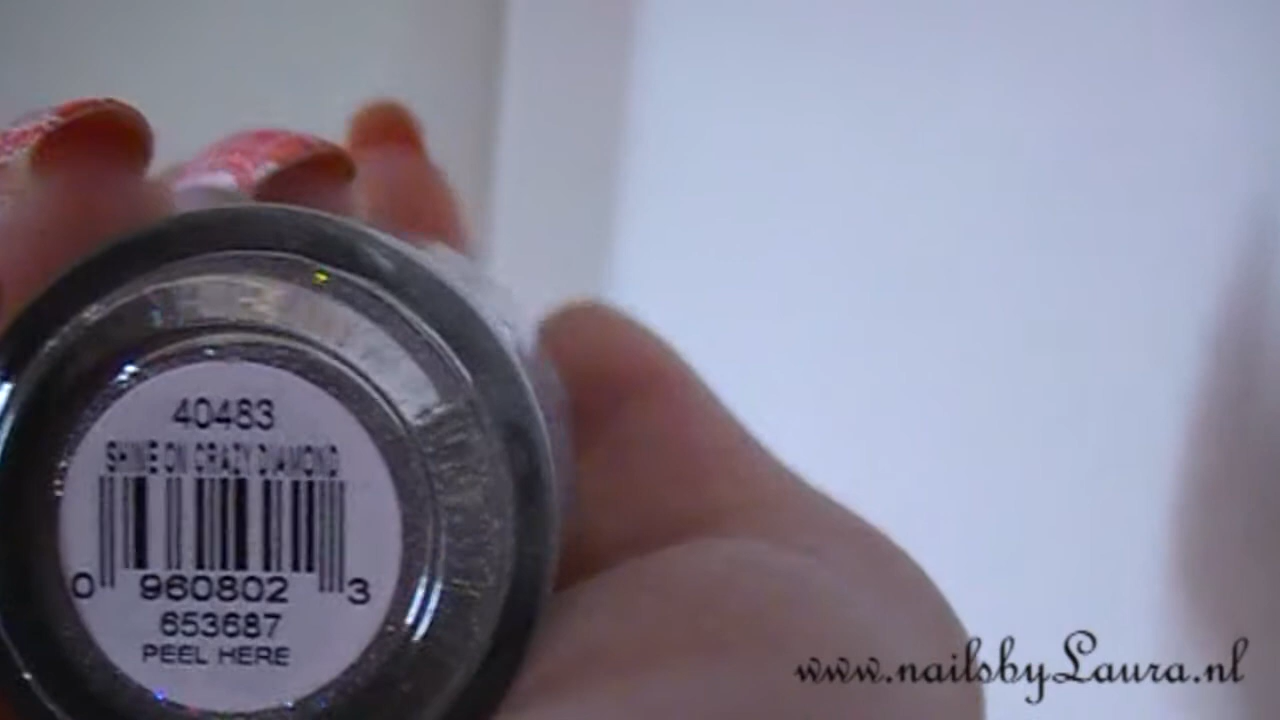 40483
SHINE ON CRAZY DIAMOND
0 960802 3
653687
PEEL HERE
www.nailsbyLaura.nl